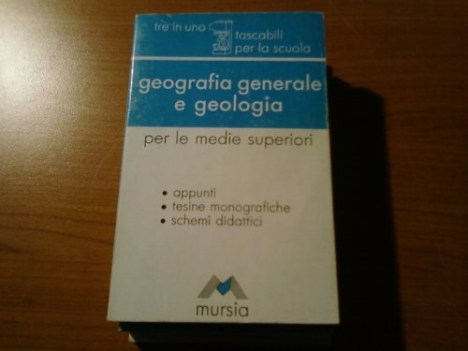 tre in uno
tascabili
per la scuola
geografia generale
e geologia
per le medie superiori
• appunti
• tesine monografiche
• schemi didattici
mursia